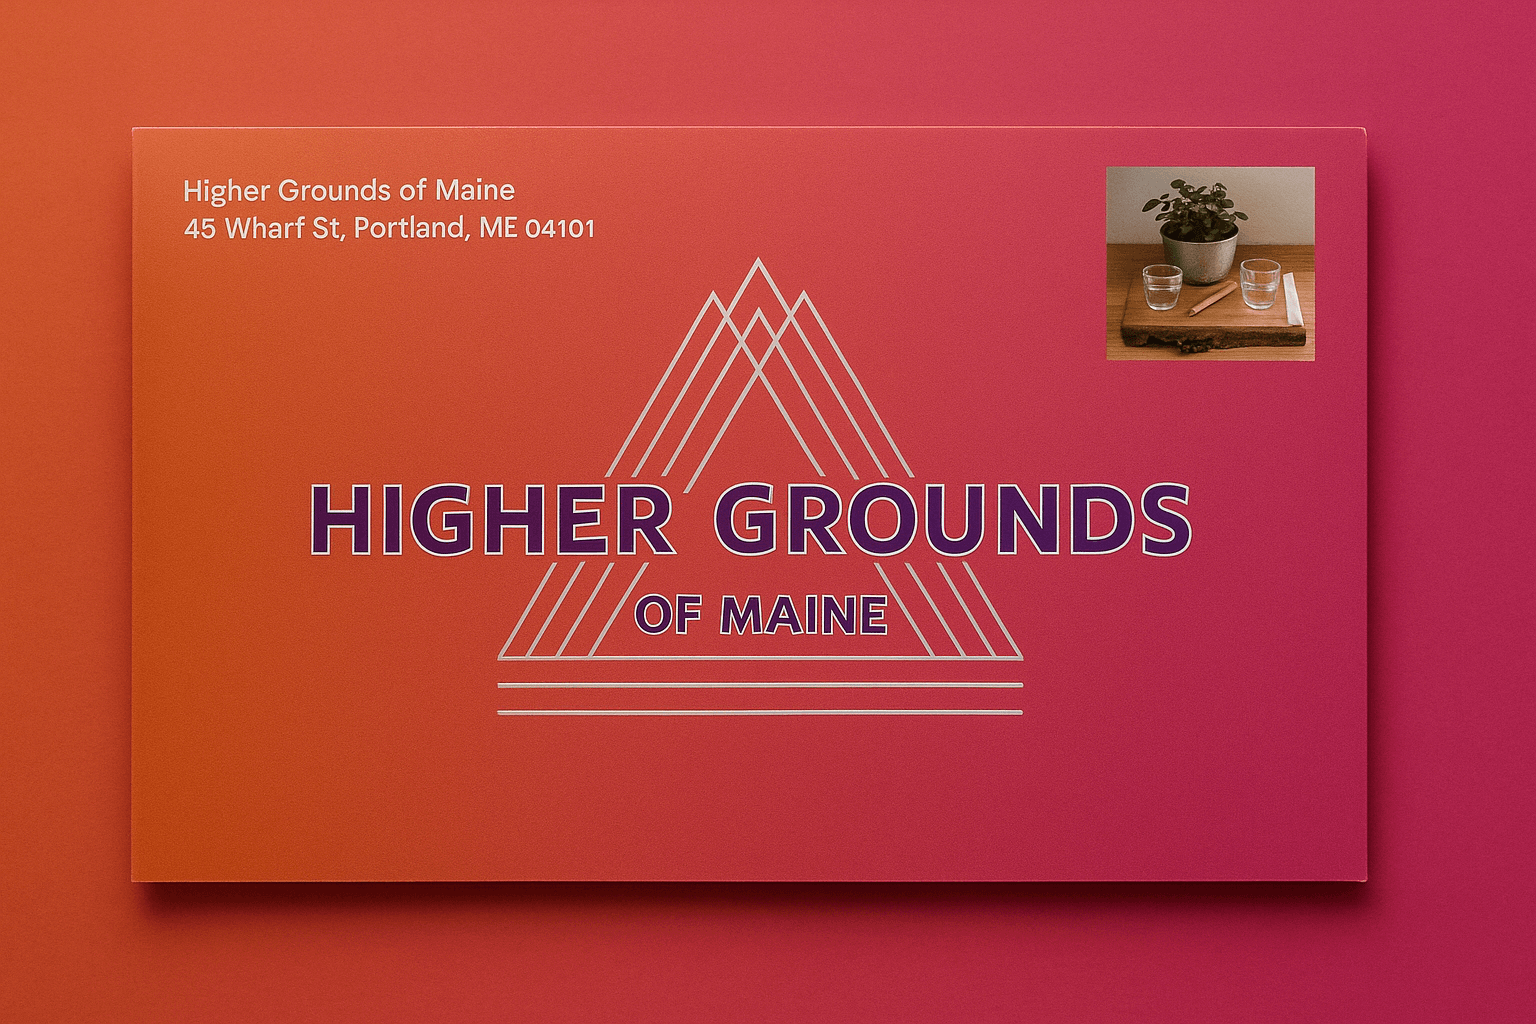 Higher Grounds of Maine
45 Wharf St, Portland, ME 04101
HIGHER GROUNDS
OF MAINE